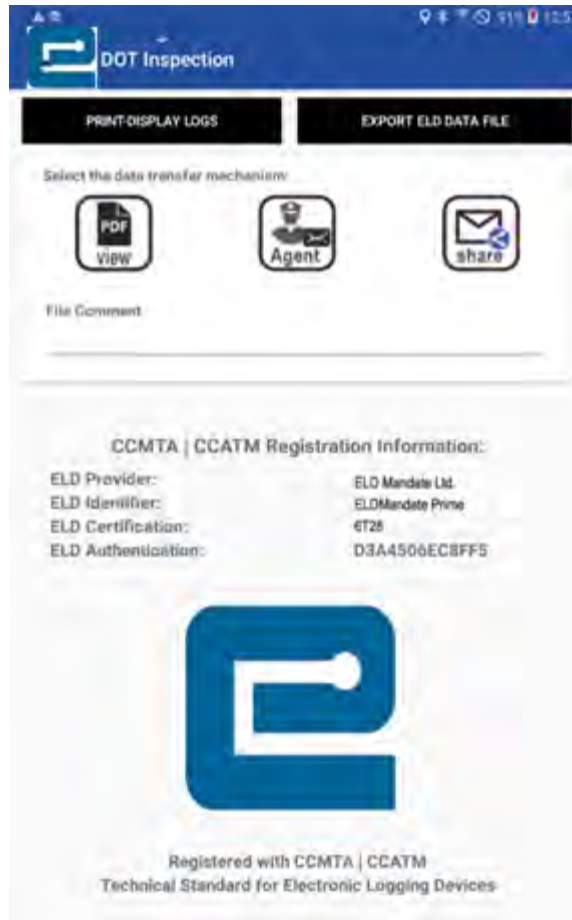 DOT Inspection
PRINT-DISPLAY LOGS
EXPORT ELD DATA FILE
Select the data transfer mechanism
PDF
view
Agent
share
File Comment
CCMTA | CCATM Registration Information:
ELD Provider: ELD Mandate Ltd.
ELD Identifier: ELDMandate Prime
ELD Certification: 6T28
ELD Authentication: D3A4506EC8FF5
Registered with CCMTA | CCATM
Technical Standard for Electronic Logging Devices